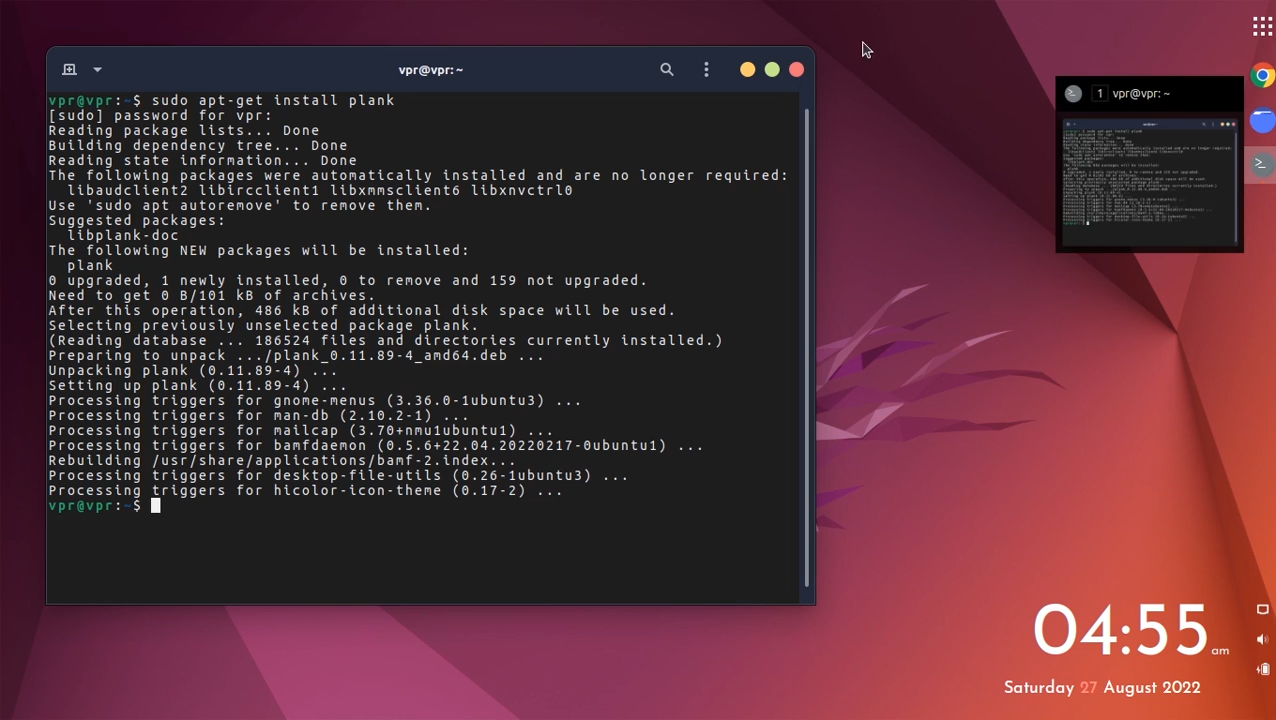 vpr@vpr: ~
vpr@vpr:~$ sudo apt-get install plank
[sudo] password for vpr:
Reading package lists... Done
Building dependency tree... Done
Reading state information... Done
The following packages were automatically installed and are no longer required:
  libaudclient2 libircclient1 libxnvctrl0
Use 'sudo apt autoremove' to remove them.
Suggested packages:
  libplank-doc
The following NEW packages will be installed:
  plank
0 upgraded, 1 newly installed, 0 to remove and 159 not upgraded.
Need to get 0 B/101 kB of archives.
After this operation, 486 kB of additional disk space will be used.
Selecting previously unselected package plank.
(Reading database ... 186524 files and directories currently installed.)
Preparing to unpack .../plank_0.11.89-4_amd64.deb ...
Unpacking plank (0.11.89-4) ...
Setting up plank (0.11.89-4) ...
Processing triggers for gnome-menus (3.36.0-1ubuntu3) ...
Processing triggers for man-db (2.10.2-1) ...
Processing triggers for mailcap (3.70+nmu1ubuntu1) ...
Processing triggers for bamfdaemon (0.5.6+22.04.20220217-0ubuntu1) ...
Rebuilding /usr/share/applications/bamf-2.index...
Processing triggers for desktop-file-utils (0.26-1ubuntu3) ...
Processing triggers for hicolor-icon-theme (0.17-2) ...
vpr@vpr:~$
1 vpr@vpr: ~
04:55 am
Saturday 27 August 2022